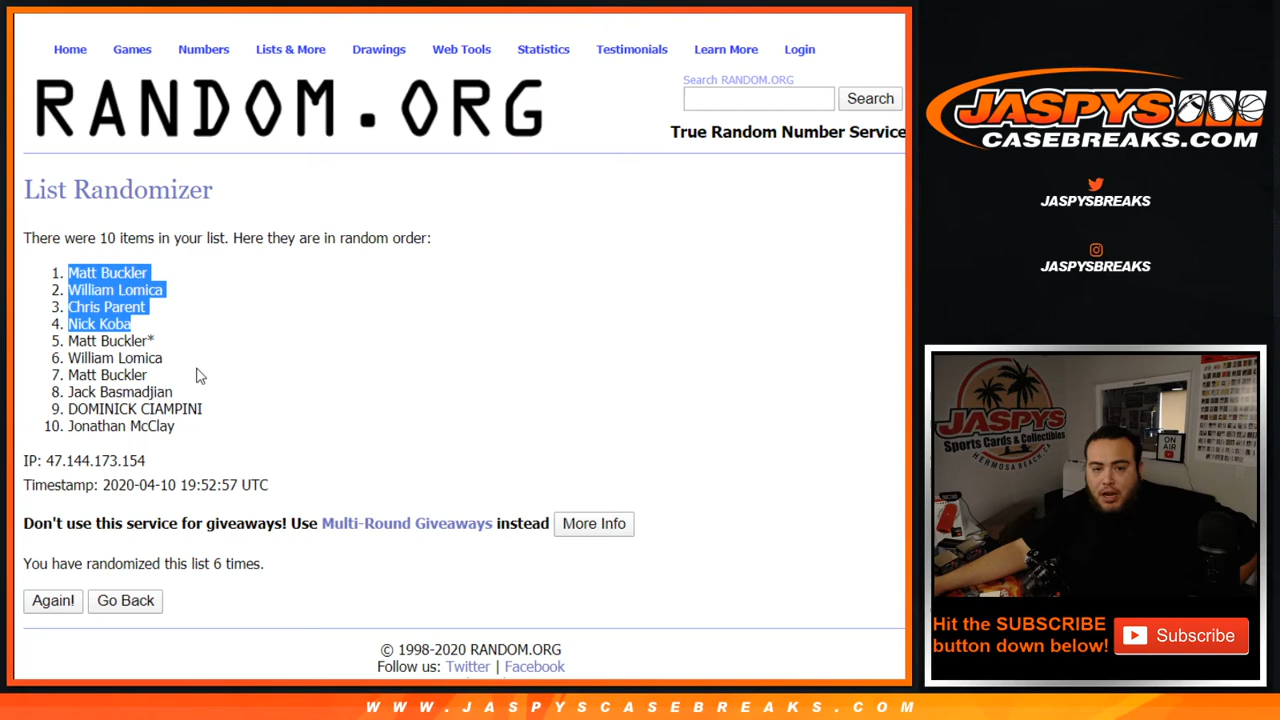 Home Games Numbers Lists & More Drawings Web Tools Statistics Testimonials Learn More Login
RANDOM.ORG
Search RANDOM.ORG
Search
True Random Number Service
List Randomizer
There were 10 items in your list. Here they are in random order:
1. Matt Buckler
2. William Lomica
3. Chris Parent
4. Nick Koba
5. Matt Buckler*
6. William Lomica
7. Matt Buckler
8. Jack Basmadjian
9. DOMINICK CIAMPINI
10. Jonathan McClay
IP: 47.144.173.154
Timestamp: 2020-04-10 19:52:57 UTC
Don't use this service for giveaways! Use Multi-Round Giveaways instead More Info
You have randomized this list 6 times.
Again! Go Back
© 1998-2020 RANDOM.ORG
Follow us: Twitter | Facebook
JASPYS
CASEBREAKS.COM
JASPYSBREAKS
JASPYSBREAKS
JASPYS
Sports Cards & Collectibles
HERMOSA BEACH, CA
ON
AIR
Hit the SUBSCRIBE
button down below!
Subscribe
WWW.JASPYSCASEBREAKS.COM